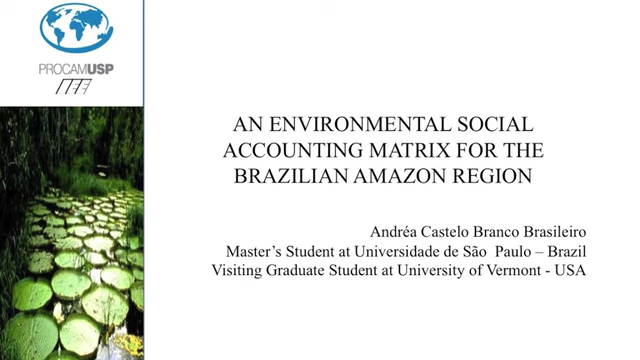 PROCAMUSP
AN ENVIRONMENTAL SOCIAL
ACCOUNTING MATRIX FOR THE
BRAZILIAN AMAZON REGION
Andréa Castelo Branco Brasileiro
Master's Student at Universidade de São Paulo – Brazil
Visiting Graduate Student at University of Vermont - USA